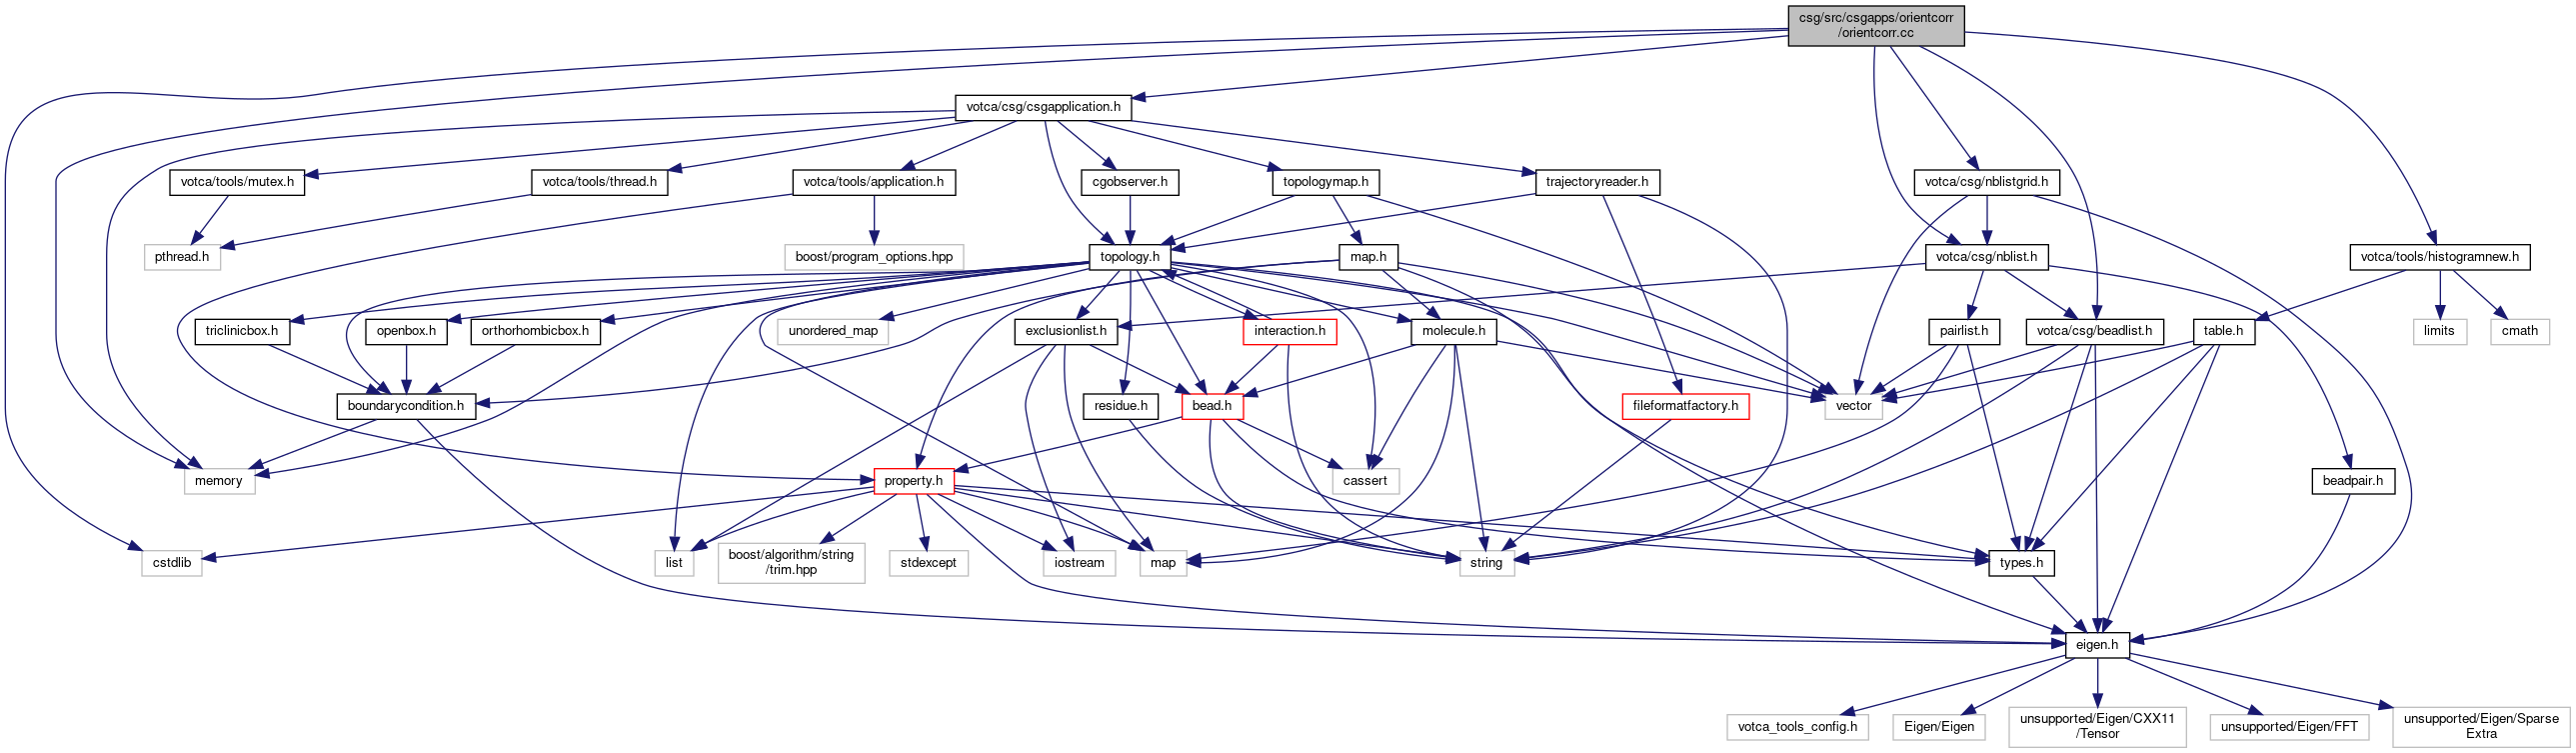 csg/src/csgapps/orientcorr
/orientcorr.cc
votca/csg/csgapplication.h
votca/tools/mutex.h
votca/tools/thread.h
votca/tools/application.h
cgobserver.h
topologymap.h
trajectoryreader.h
votca/csg/nblistgrid.h
pthread.h
boost/program_options.hpp
topology.h
map.h
votca/csg/nblist.h
votca/tools/histogramnew.h
triclinicbox.h
openbox.h
orthorhombicbox.h
unordered_map
exclusionlist.h
interaction.h
molecule.h
pairlist.h
votca/csg/beadlist.h
table.h
limits
cmath
boundarycondition.h
residue.h
bead.h
fileformatfactory.h
vector
memory
property.h
cassert
beadpair.h
cstdlib
list
boost/algorithm/string
/trim.hpp
stdexcept
iostream
map
string
types.h
eigen.h
votca_tools_config.h
Eigen/Eigen
unsupported/Eigen/CXX11
/Tensor
unsupported/Eigen/FFT
unsupported/Eigen/Sparse
Extra